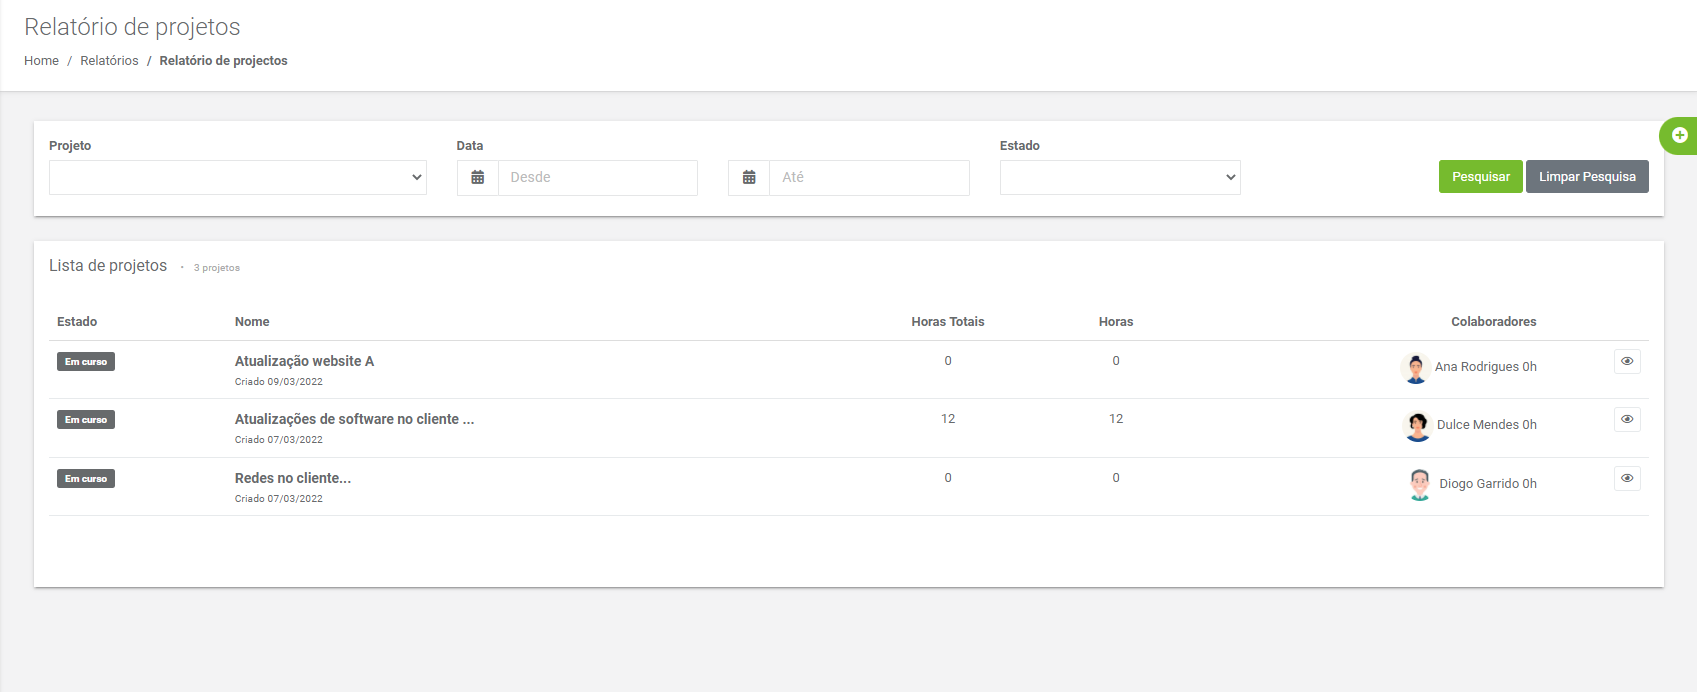 Relatório de projetos
Home / Relatórios / Relatório de projectos
Projeto
Data
Estado
Desde
Até
Pesquisar
Limpar Pesquisa
Lista de projetos · 3 projetos
Estado Nome Horas Totais Horas Colaboradores
Em curso Atualização website A 0 0 Ana Rodrigues 0h
Criado 09/03/2022
Em curso Atualizações de software no cliente ... 12 12 Dulce Mendes 0h
Criado 07/03/2022
Em curso Redes no cliente... 0 0 Diogo Garrido 0h
Criado 07/03/2022